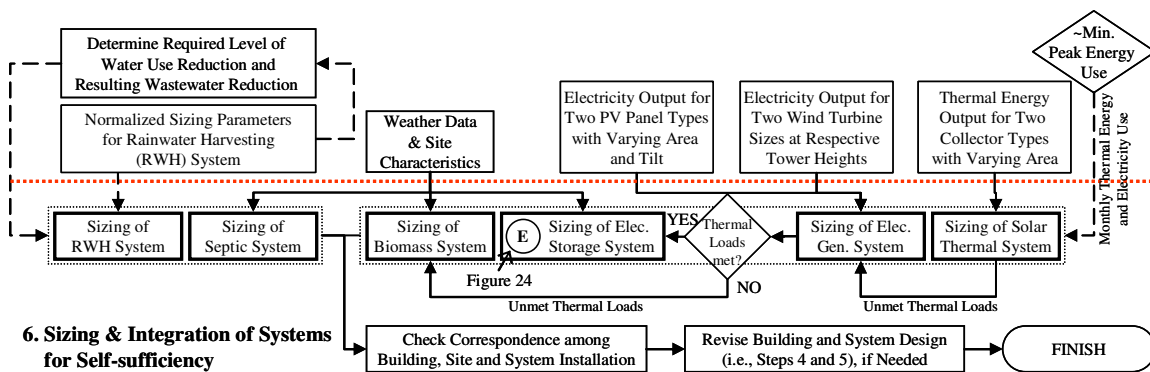 Determine Required Level of
Water Use Reduction and
Resulting Wastewater Reduction
~Min.
Peak Energy
Use
Normalized Sizing Parameters
for Rainwater Harvesting
(RWH) System
Weather Data
& Site
Characteristics
Electricity Output for
Two PV Panel Types
with Varying Area
and Tilt
Electricity Output for
Two Wind Turbine
Sizes at Respective
Tower Heights
Thermal Energy
Output for Two
Collector Types
with Varying Area
Monthly Thermal Energy
and Electricity Use
Sizing of
RWH System
Sizing of
Septic System
Sizing of
Biomass System
E
Sizing of Elec.
Storage System
YES
Thermal
Loads
met?
Sizing of Elec.
Gen. System
Sizing of Solar
Thermal System
Figure 24
NO
Unmet Thermal Loads
Unmet Thermal Loads
6. Sizing & Integration of Systems
for Self-sufficiency
Check Correspondence among
Building, Site and System Installation
Revise Building and System Design
(i.e., Steps 4 and 5), if Needed
FINISH